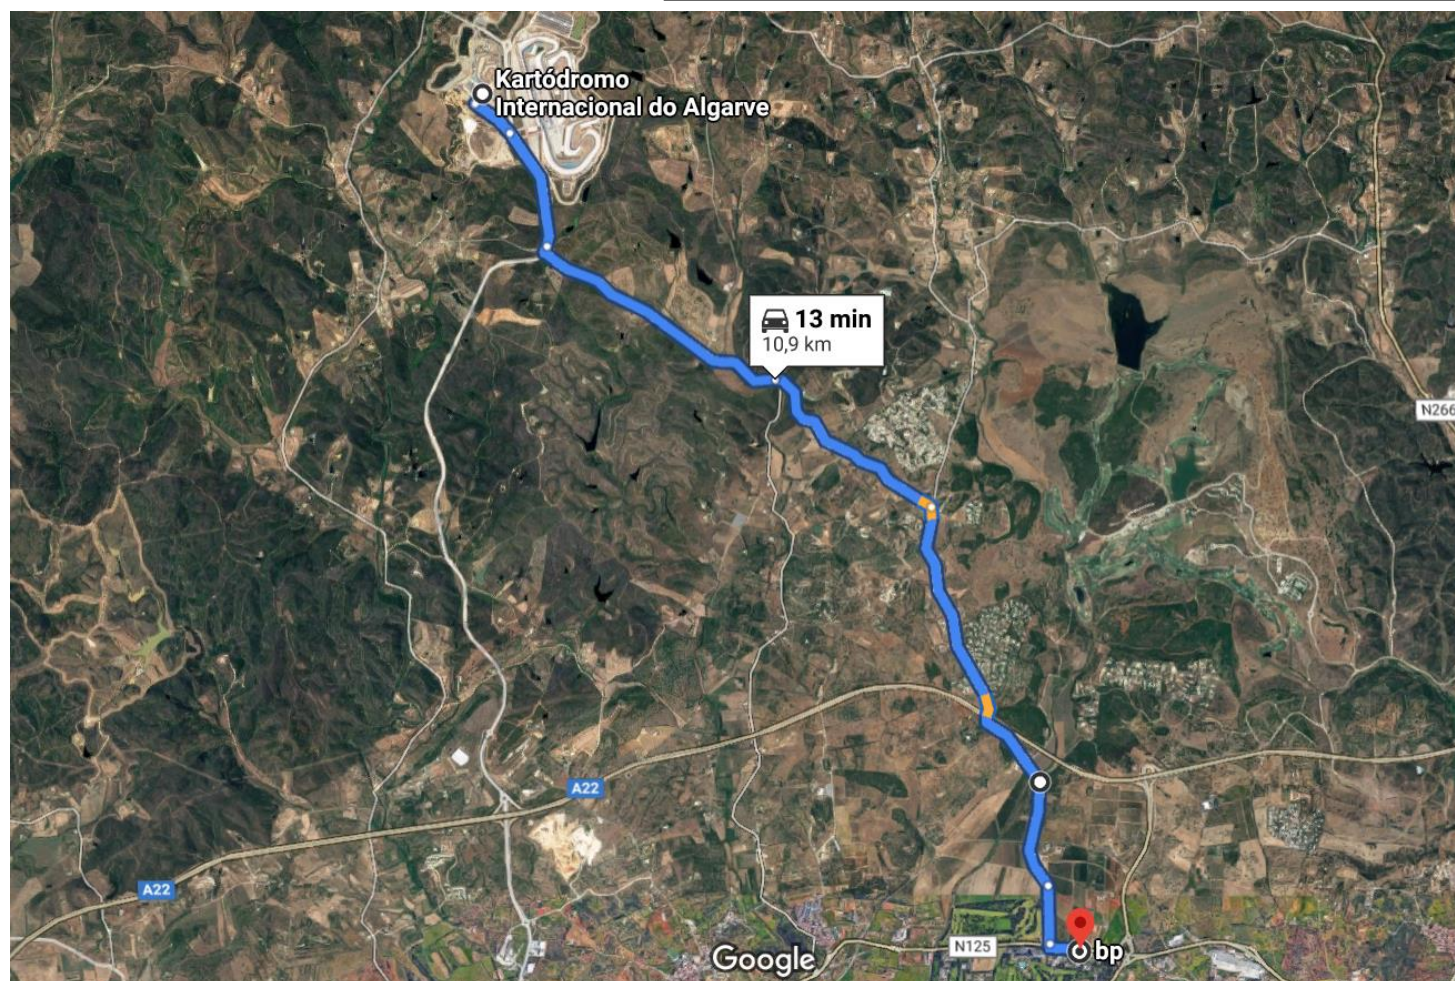 Kartódromo
Internacional do Algarve
13 min
10,9 km
N266
A22
A22
N125
bp
Google